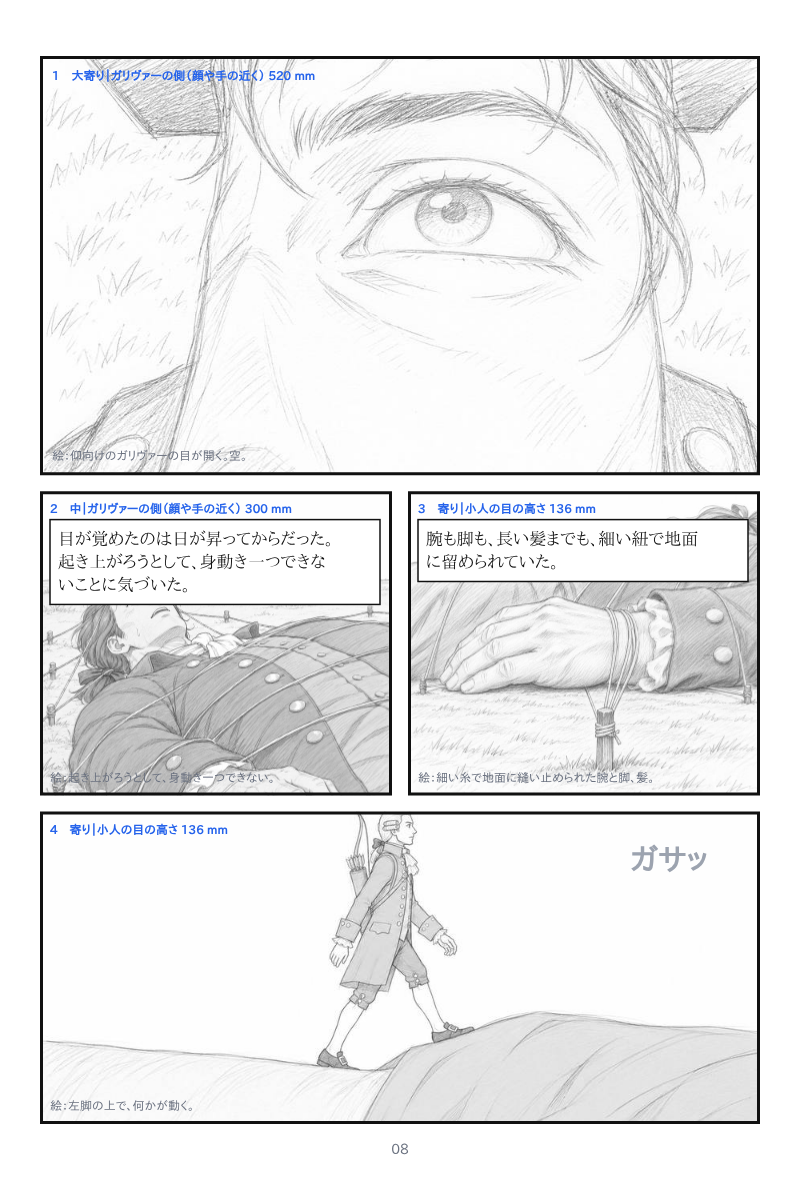 1 大寄り|ガリヴァーの側(顔や手の近く) 520 mm
絵:仰向けのガリヴァーの目が開く。空。
2 中|ガリヴァーの側(顔や手の近く) 300 mm
目が覚めたのは日が昇ってからだった。
起き上がろうとして、身動き一つできな
いことに気づいた。
絵:起き上がろうとして、身動き一つできない。
3 寄り|小人の目の高さ 136 mm
腕も脚も、長い髪までも、細い紐で地面
に留められていた。
絵:細い糸で地面に縫い止められた腕と脚、髪。
4 寄り|小人の目の高さ 136 mm
ガサッ
絵:左脚の上で、何かが動く。
08